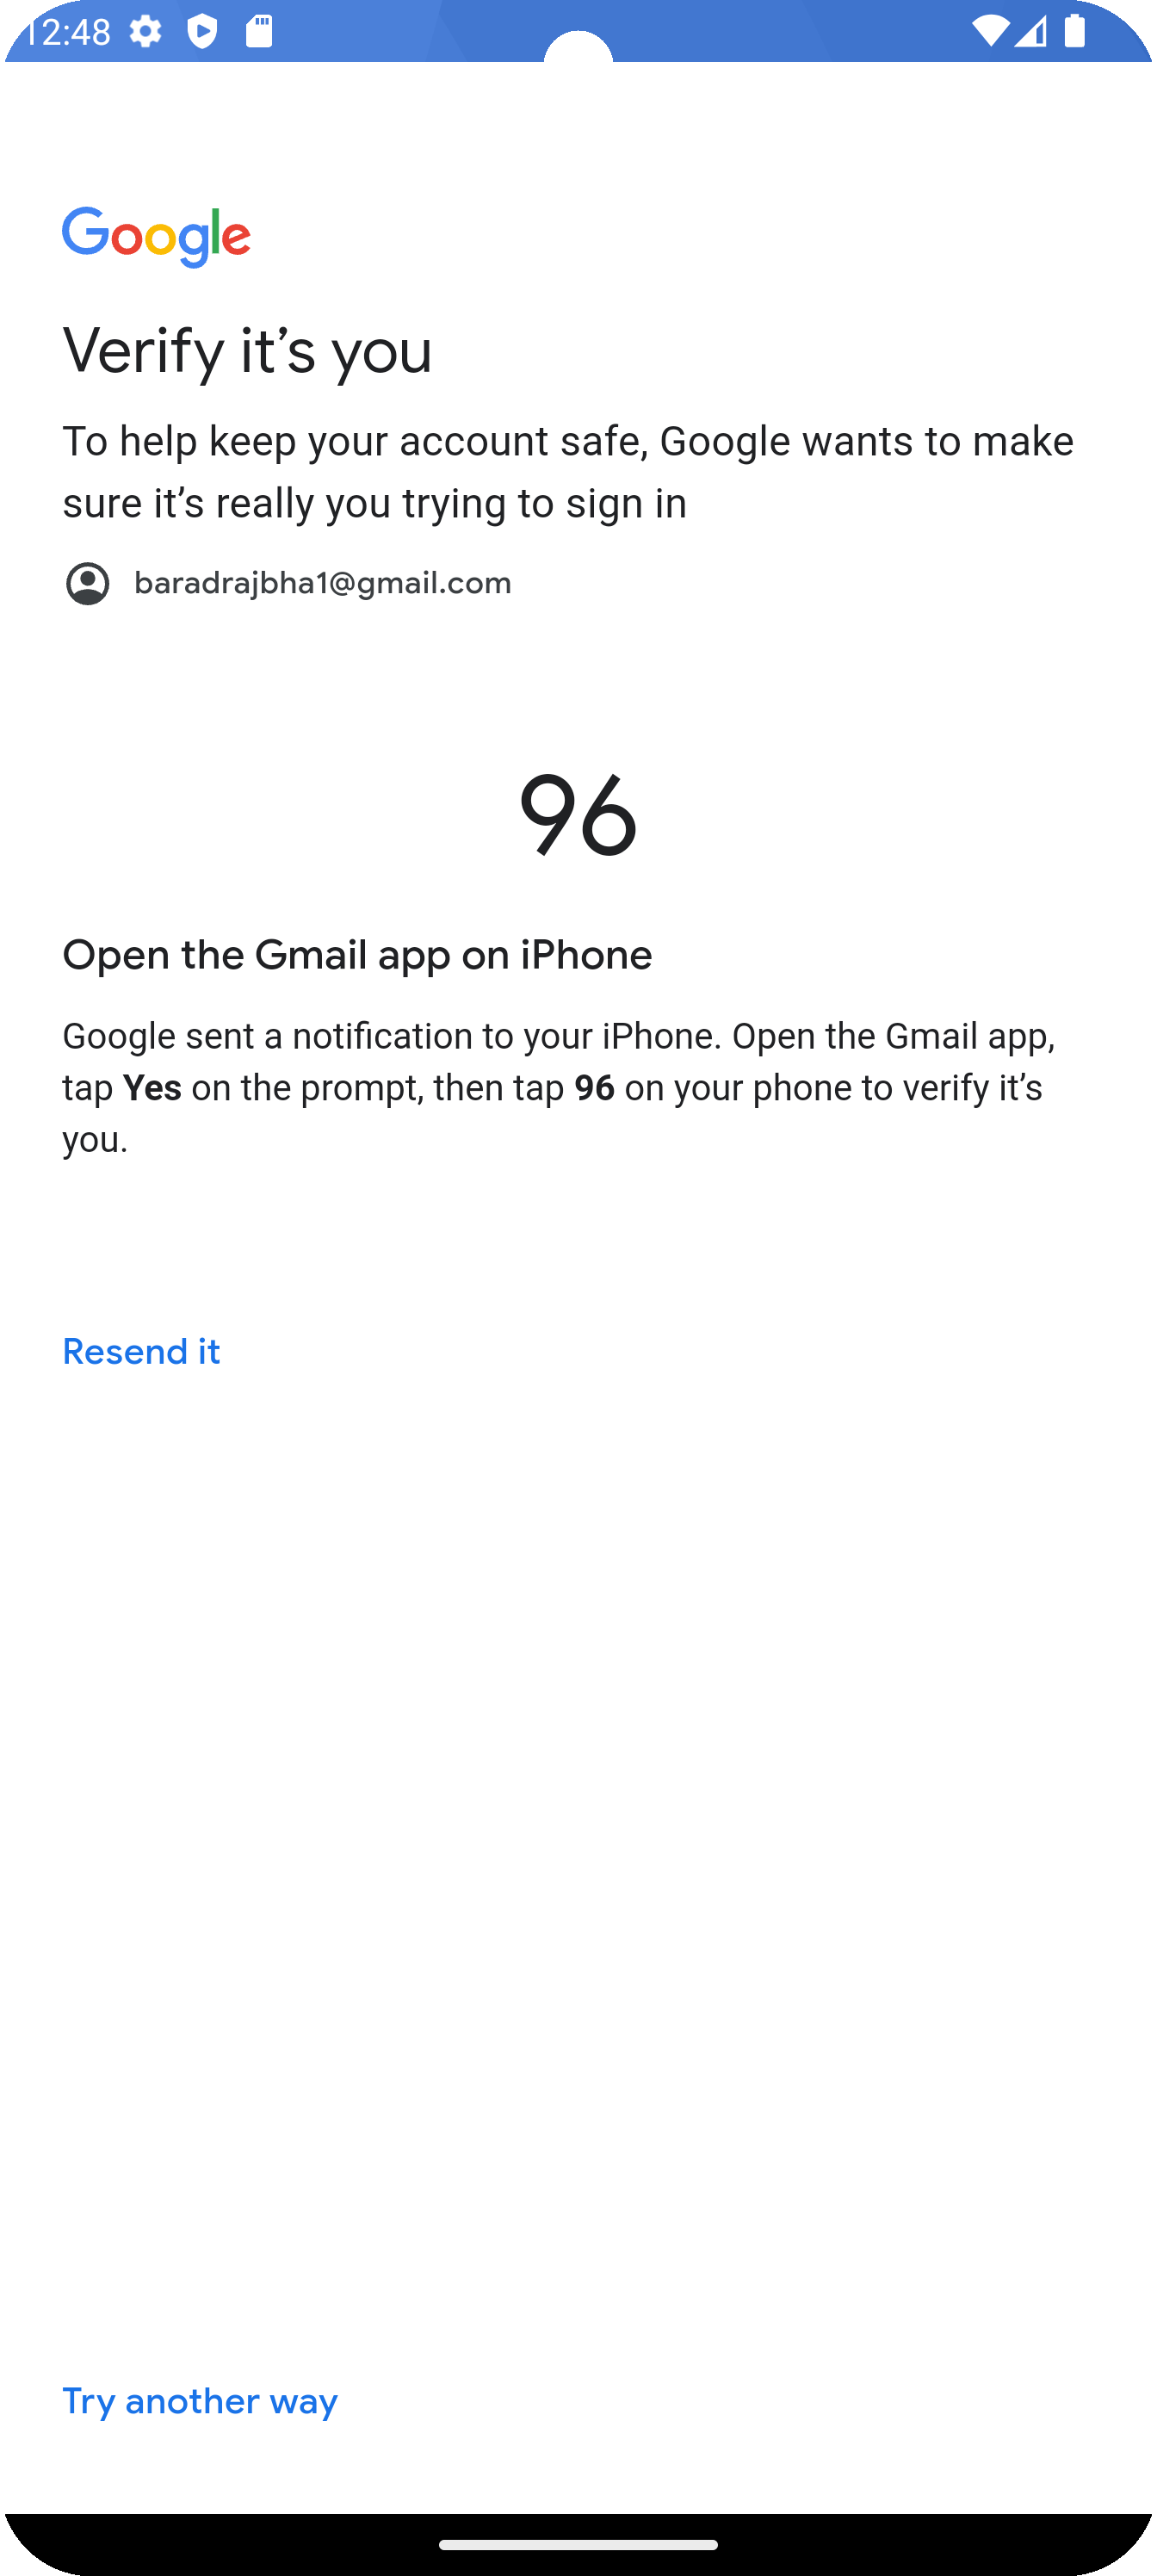 12:48
Google
Verify it’s you
To help keep your account safe, Google wants to make
sure it’s really you trying to sign in
baradrajbha1@gmail.com
96
Open the Gmail app on iPhone
Google sent a notification to your iPhone. Open the Gmail app,
tap Yes on the prompt, then tap 96 on your phone to verify it’s
you.
Resend it
Try another way